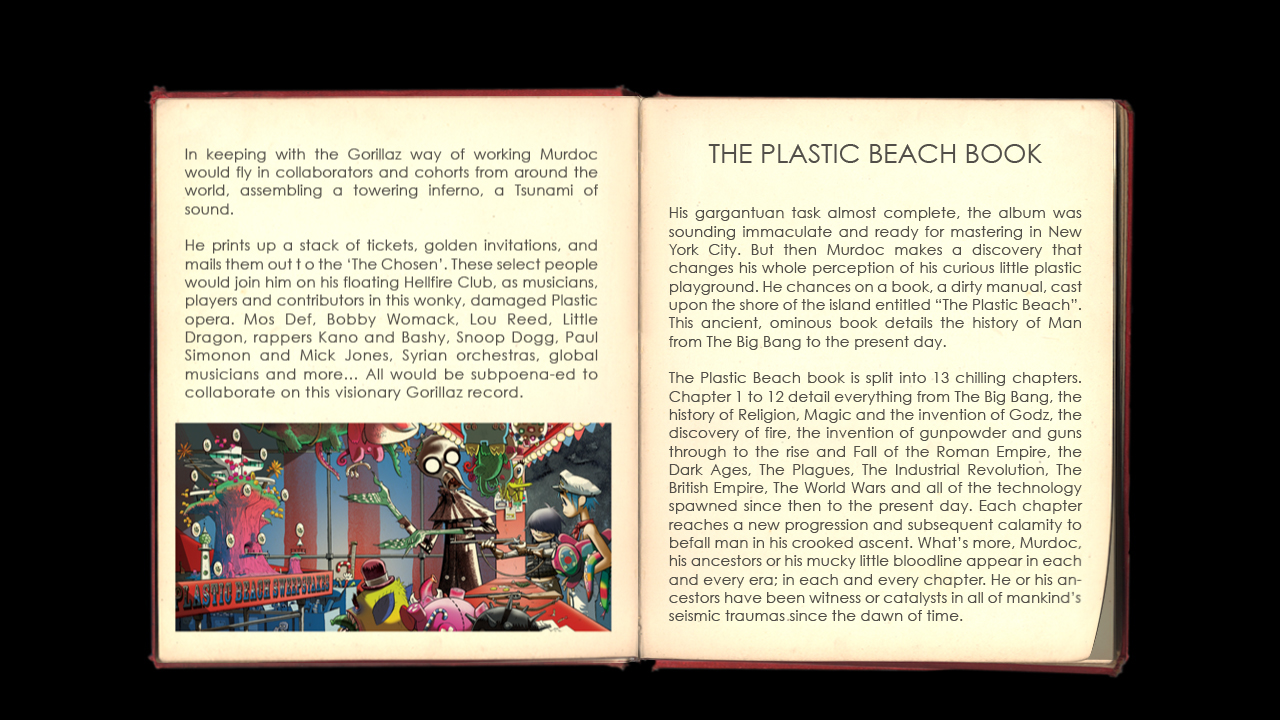 In keeping with the Gorillaz way of working Murdoc
would fly in collaborators and cohorts from around the
world, assembling a towering inferno, a Tsunami of
sound.
He prints up a stack of tickets, golden invitations, and
mails them out t o the ‘The Chosen’. These select people
would join him on his floating Hellfire Club, as musicians,
players and contributors in this wonky, damaged Plastic
opera. Mos Def, Bobby Womack, Lou Reed, Little
Dragon, rappers Kano and Bashy, Snoop Dogg, Paul
Simonon and Mick Jones, Syrian orchestras, global
musicians and more... All would be subpoena-ed to
collaborate on this visionary Gorillaz record.
PLASTIC BEACH SWEEPSTAKES
THE PLASTIC BEACH BOOK
His gargantuan task almost complete, the album was
sounding immaculate and ready for mastering in New
York City. But then Murdoc makes a discovery that
changes his whole perception of his curious little plastic
playground. He chances on a book, a dirty manual, cast
upon the shore of the island entitled “The Plastic Beach”.
This ancient, ominous book details the history of Man
from The Big Bang to the present day.
The Plastic Beach book is split into 13 chilling chapters.
Chapter 1 to 12 detail everything from The Big Bang, the
history of Religion, Magic and the invention of Godz, the
discovery of fire, the invention of gunpowder and guns
through to the rise and Fall of the Roman Empire, the
Dark Ages, The Plagues, The Industrial Revolution, The
British Empire, The World Wars and all of the technology
spawned since then to the present day. Each chapter
reaches a new progression and subsequent calamity to
befall man in his crooked ascent. What’s more, Murdoc,
his ancestors or his mucky little bloodline appear in each
and every era; in each and every chapter. He or his an-
cestors have been witness or catalysts in all of mankind’s
seismic traumas since the dawn of time.